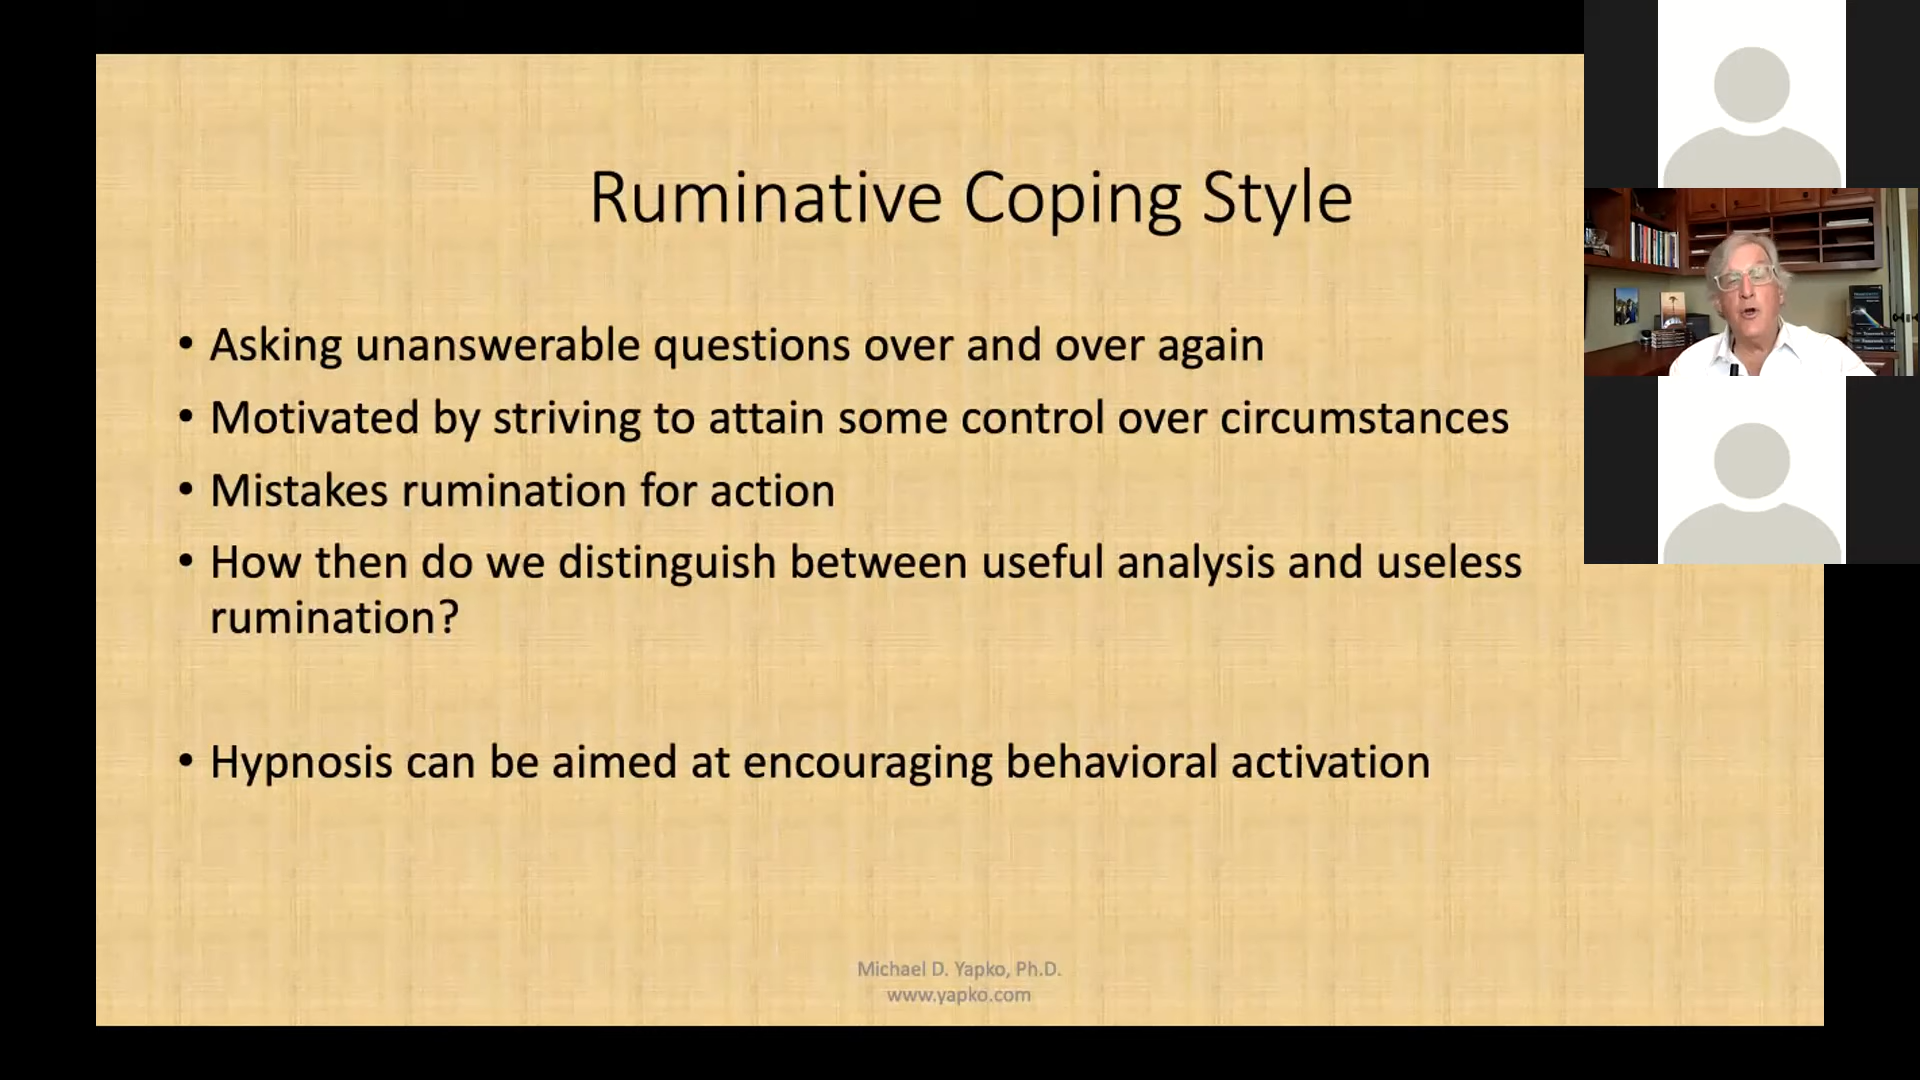 Ruminative Coping Style
• Asking unanswerable questions over and over again
• Motivated by striving to attain some control over circumstances
• Mistakes rumination for action
• How then do we distinguish between useful analysis and useless
rumination?
• Hypnosis can be aimed at encouraging behavioral activation
Michael D. Yapko, Ph.D.
www.yapko.com